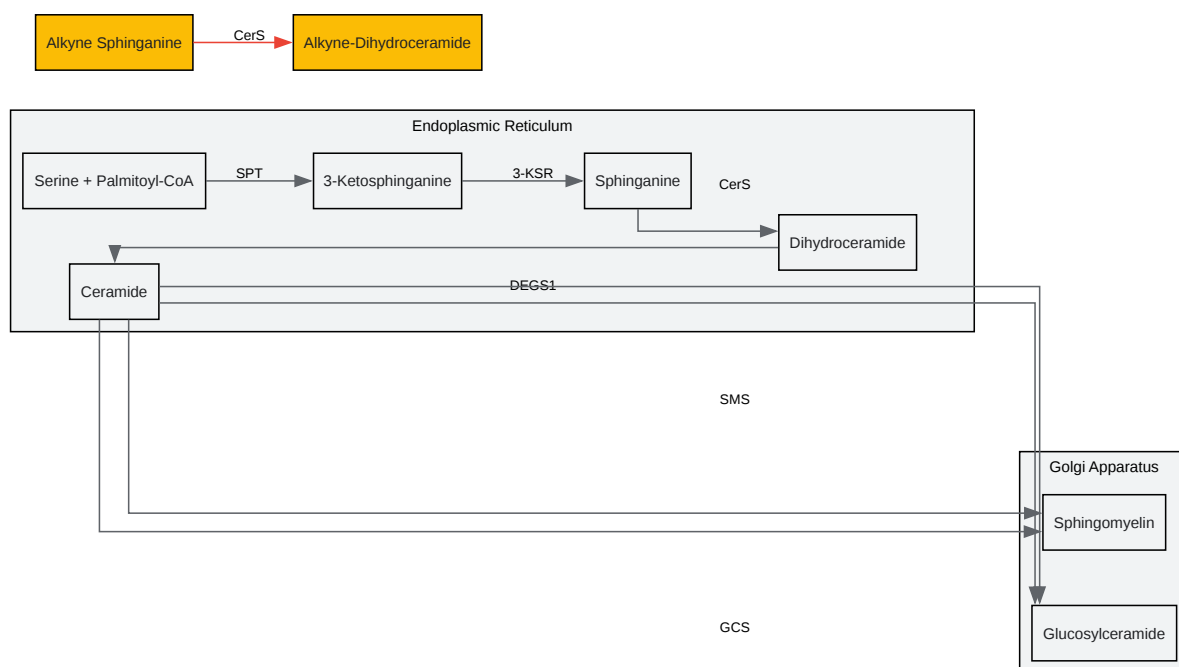 Alkyne Sphinganine
CerS
Alkyne-Dihydroceramide
Endoplasmic Reticulum
Serine + Palmitoyl-CoA
SPT
3-Ketosphinganine
3-KSR
Sphinganine
CerS
Dihydroceramide
DEGS1
Ceramide
SMS
Golgi Apparatus
Sphingomyelin
GCS
Glucosylceramide